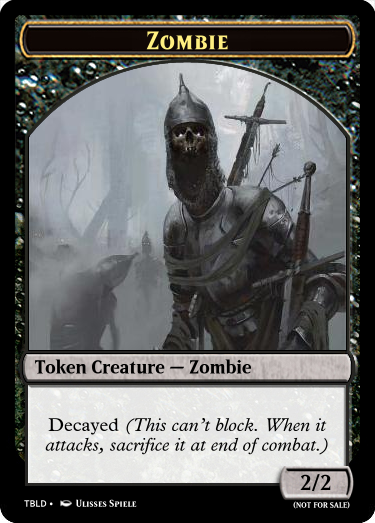 Zombie
Token Creature — Zombie
Decayed (This can't block. When it
attacks, sacrifice it at end of combat.)
2/2
TBLD • Ulisses Spiele
(NOT FOR SALE)